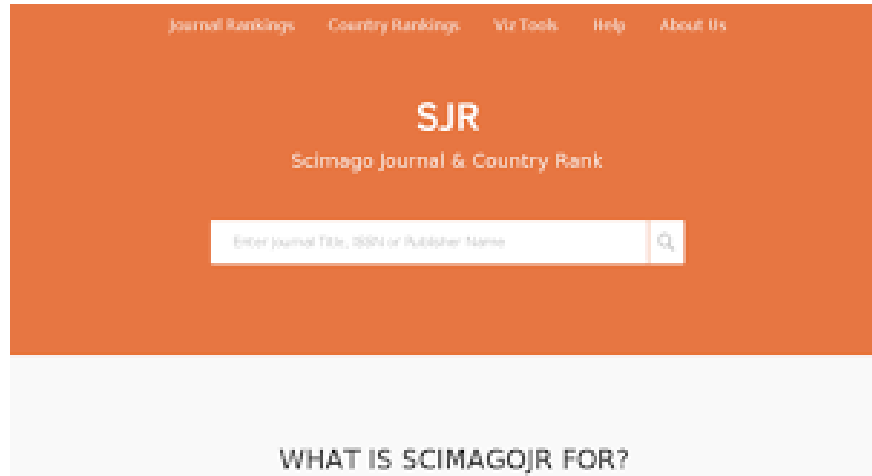 Journal Rankings Country Rankings Viz Tools Help About Us
SJR
Scimago Journal & Country Rank
Enter Journal Title, ISSN or Publisher Name
WHAT IS SCIMAGOJR FOR?